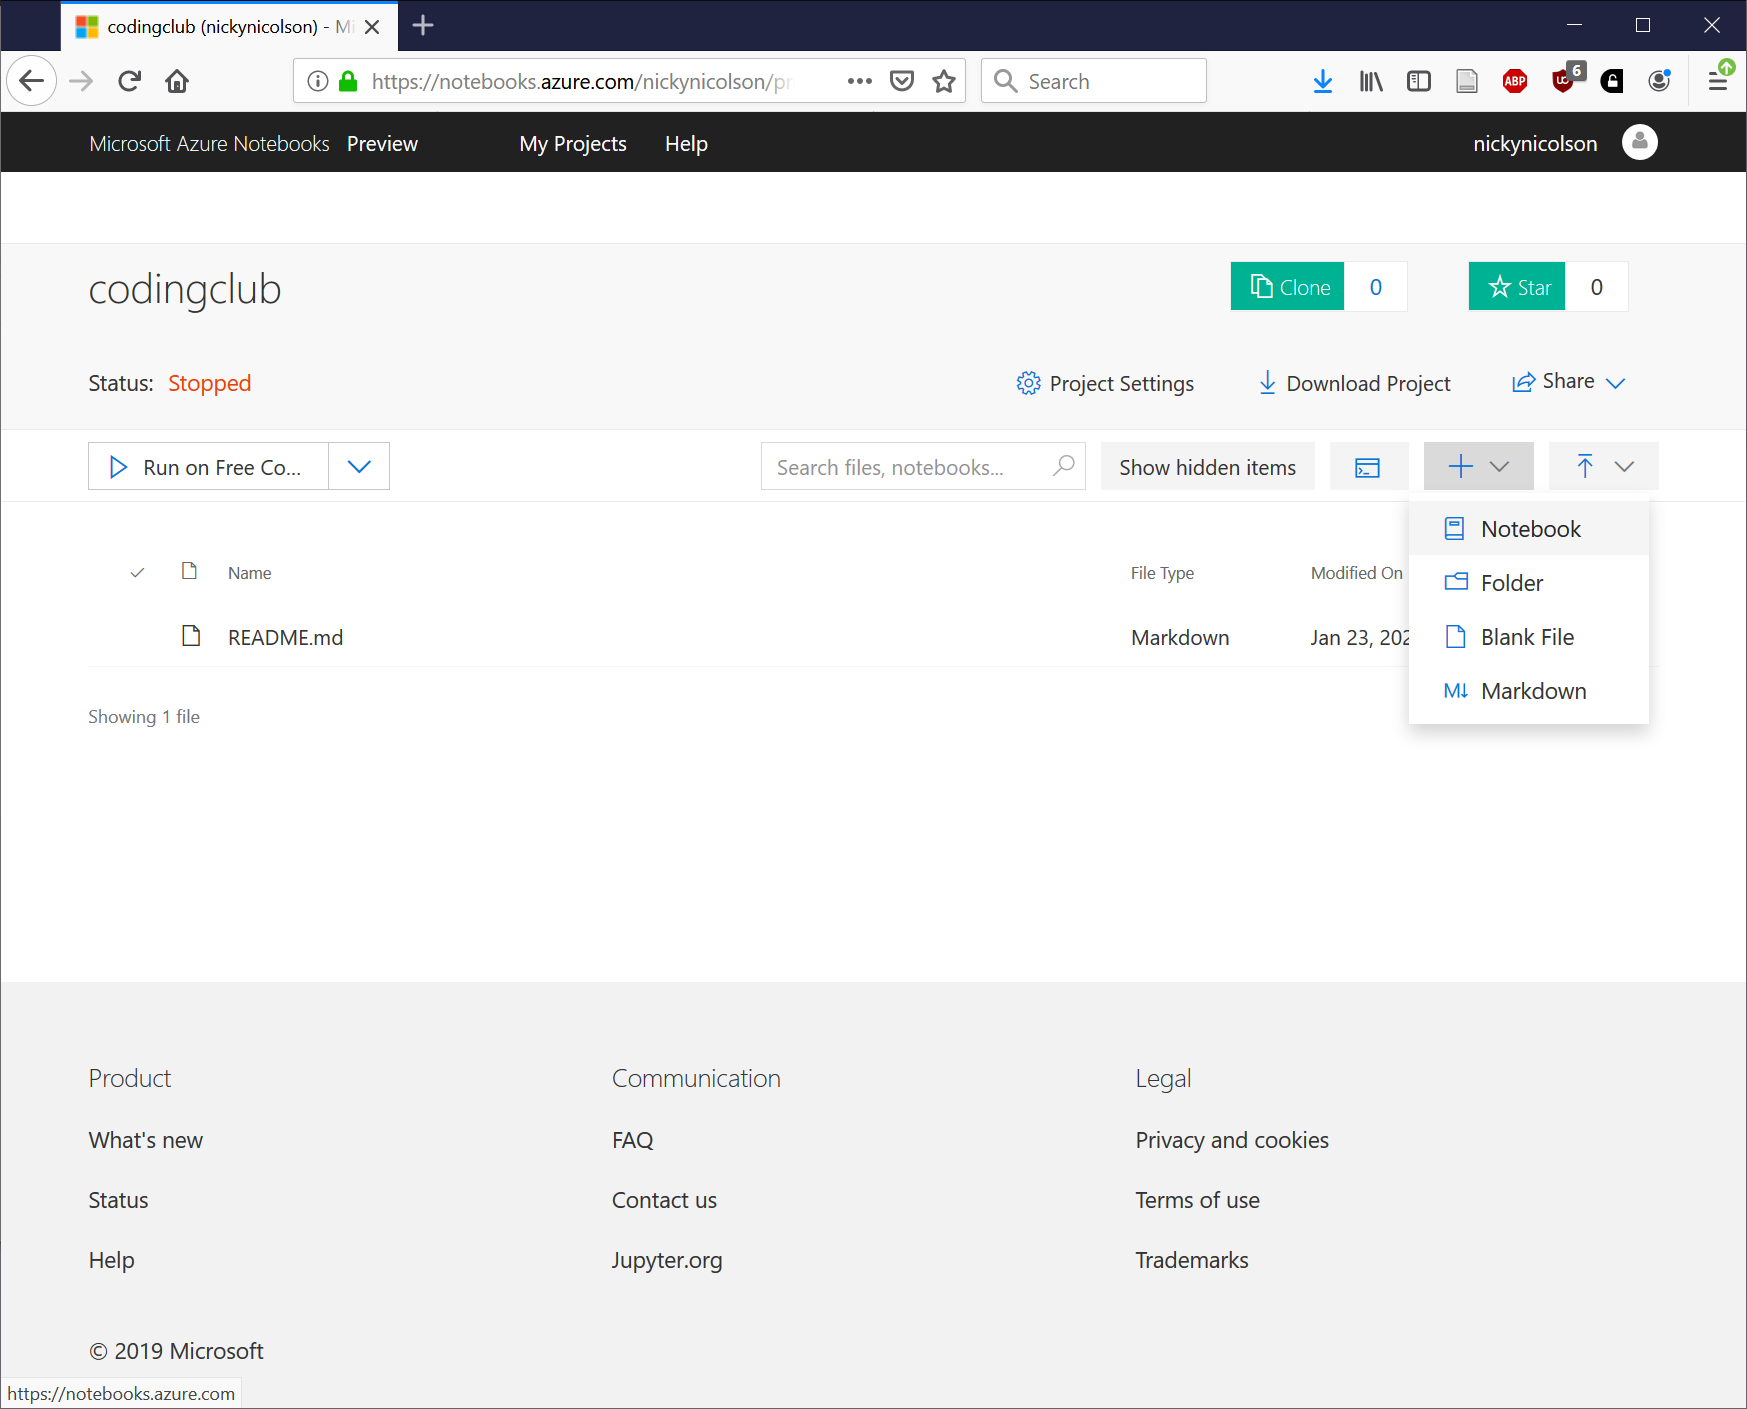 codingclub (nickynicolson) - Mi
https://notebooks.azure.com/nickynicolson/pr
Search
ABP
6
Microsoft Azure Notebooks Preview My Projects Help nickynicolson
codingclub
Clone 0
Star 0
Status: Stopped
Project Settings
Download Project
Share
Run on Free Co...
Search files, notebooks...
Show hidden items
Notebook
Folder
Blank File
M↓ Markdown
Name File Type Modified On
README.md Markdown Jan 23, 202
Showing 1 file
Product
What's new
Status
Help
Communication
FAQ
Contact us
Jupyter.org
Legal
Privacy and cookies
Terms of use
Trademarks
© 2019 Microsoft
https://notebooks.azure.com